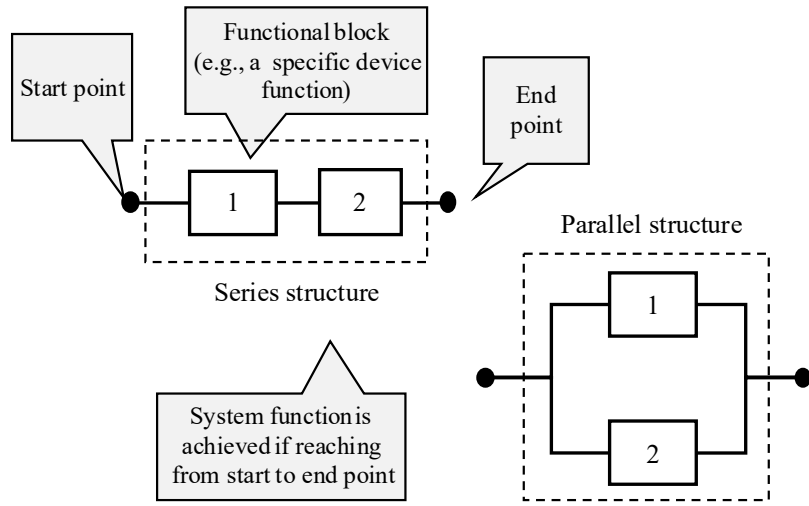 Functional block
(e.g., a specific device
function)
Start point
End
point
1
2
Series structure
Parallel structure
1
2
System function is
achieved if reaching
from start to end point